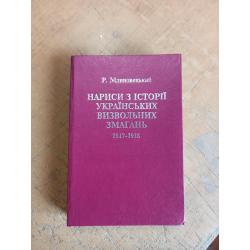 Р. Млиновецький
НАРИСИ З ІСТОРІЇ
УКРАЇНСЬКИХ
ВИЗВОЛЬНИХ
ЗМАГАНЬ
1917-1918